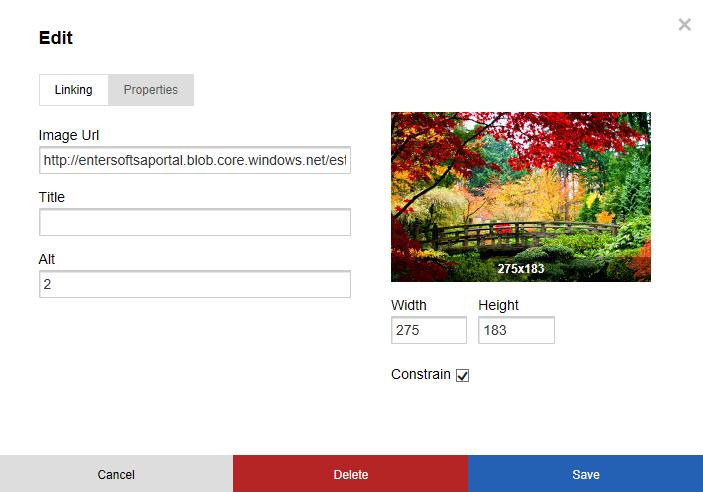 Edit
×
Linking Properties
Image Url
http://entersoftsaportal.blob.core.windows.net/est
Title
Alt
2
275x183
Width Height
275 183
Constrain
Cancel Delete Save